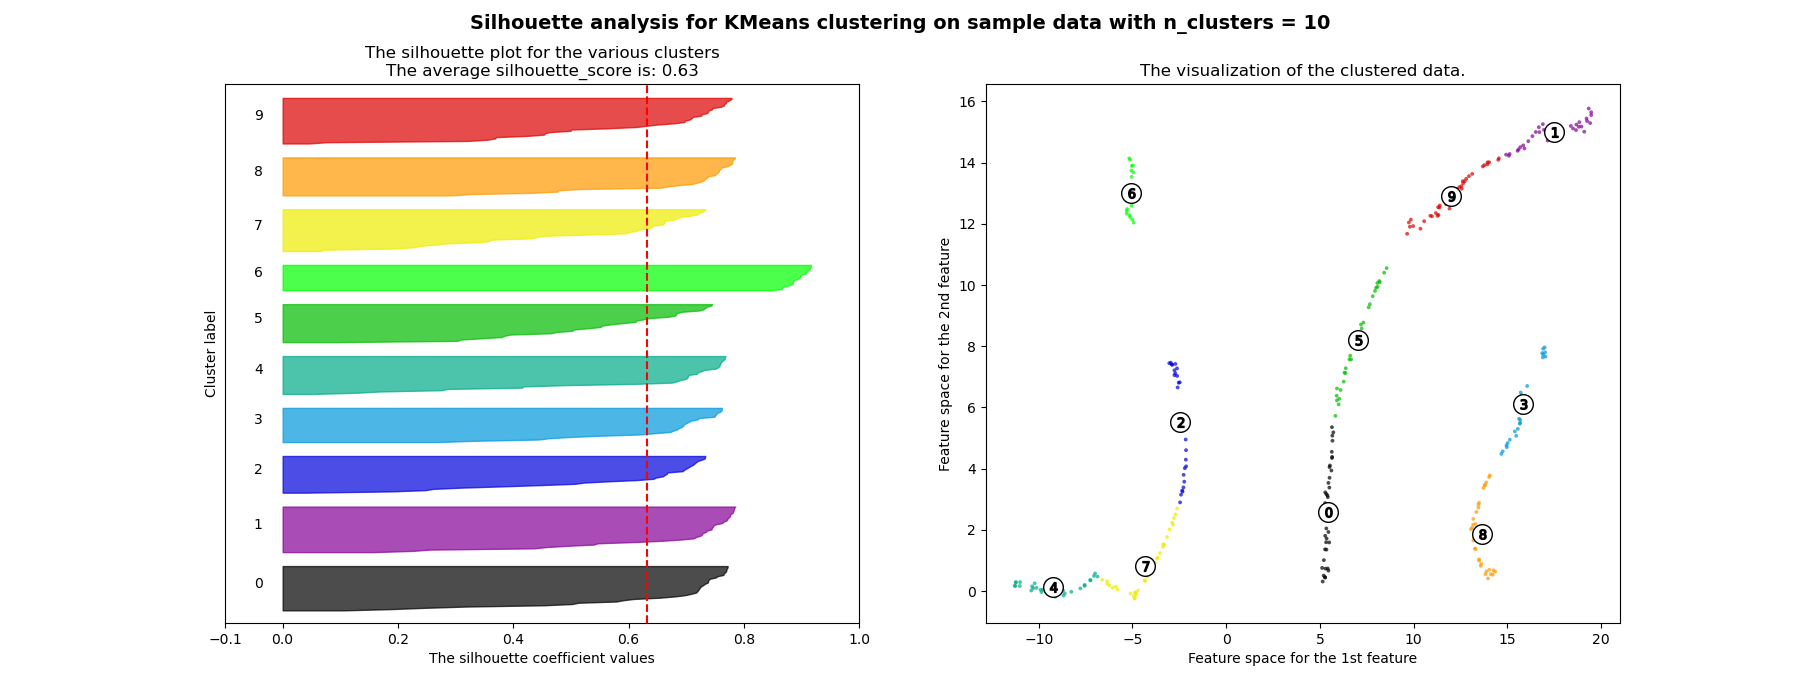 Silhouette analysis for KMeans clustering on sample data with n_clusters = 10
The silhouette plot for the various clusters
The average silhouette_score is: 0.63
9
8
7
6
5
4
3
2
1
0
Cluster label
−0.1 0.0 0.2 0.4 0.6 0.8 1.0
The silhouette coefficient values
The visualization of the clustered data.
16
14
12
10
8
6
4
2
0
Feature space for the 2nd feature
1
6
9
5
3
2
0
8
7
4
−10 −5 0 5 10 15 20
Feature space for the 1st feature